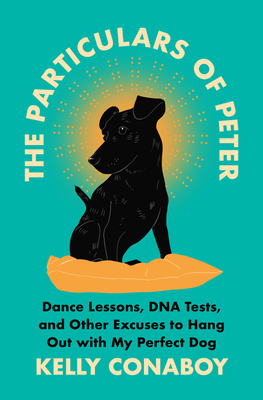 THE PARTICULARS OF PETER
Dance Lessons, DNA Tests,
and Other Excuses to Hang
Out with My Perfect Dog
KELLY CONABOY